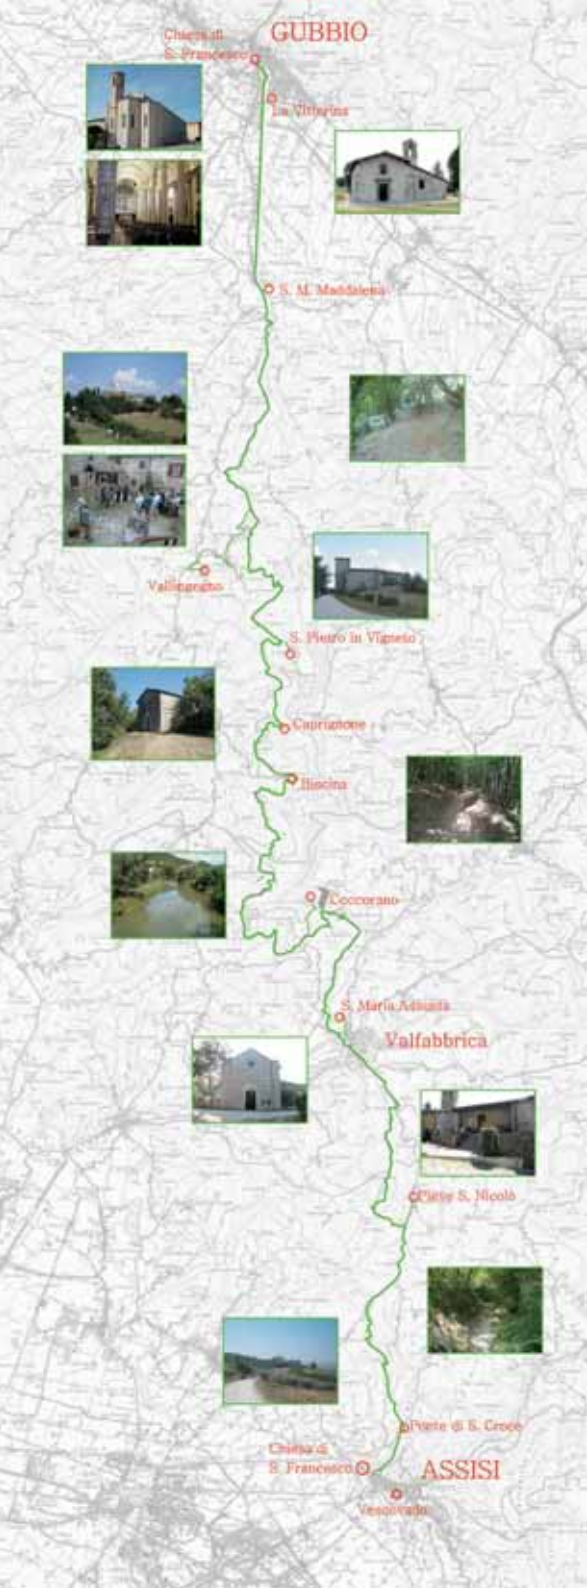 Chiesa di
S. Francesco
GUBBIO
La Vittorina
S. M. Maddalena
Vallingegno
S. Pietro in Vigneto
Caprignone
Biscina
Coccorano
S. Maria Assunta
Valfabbrica
Pieve S. Nicolò
Ponte di S. Croce
Chiesa di
S. Francesco
ASSISI
Vescovado